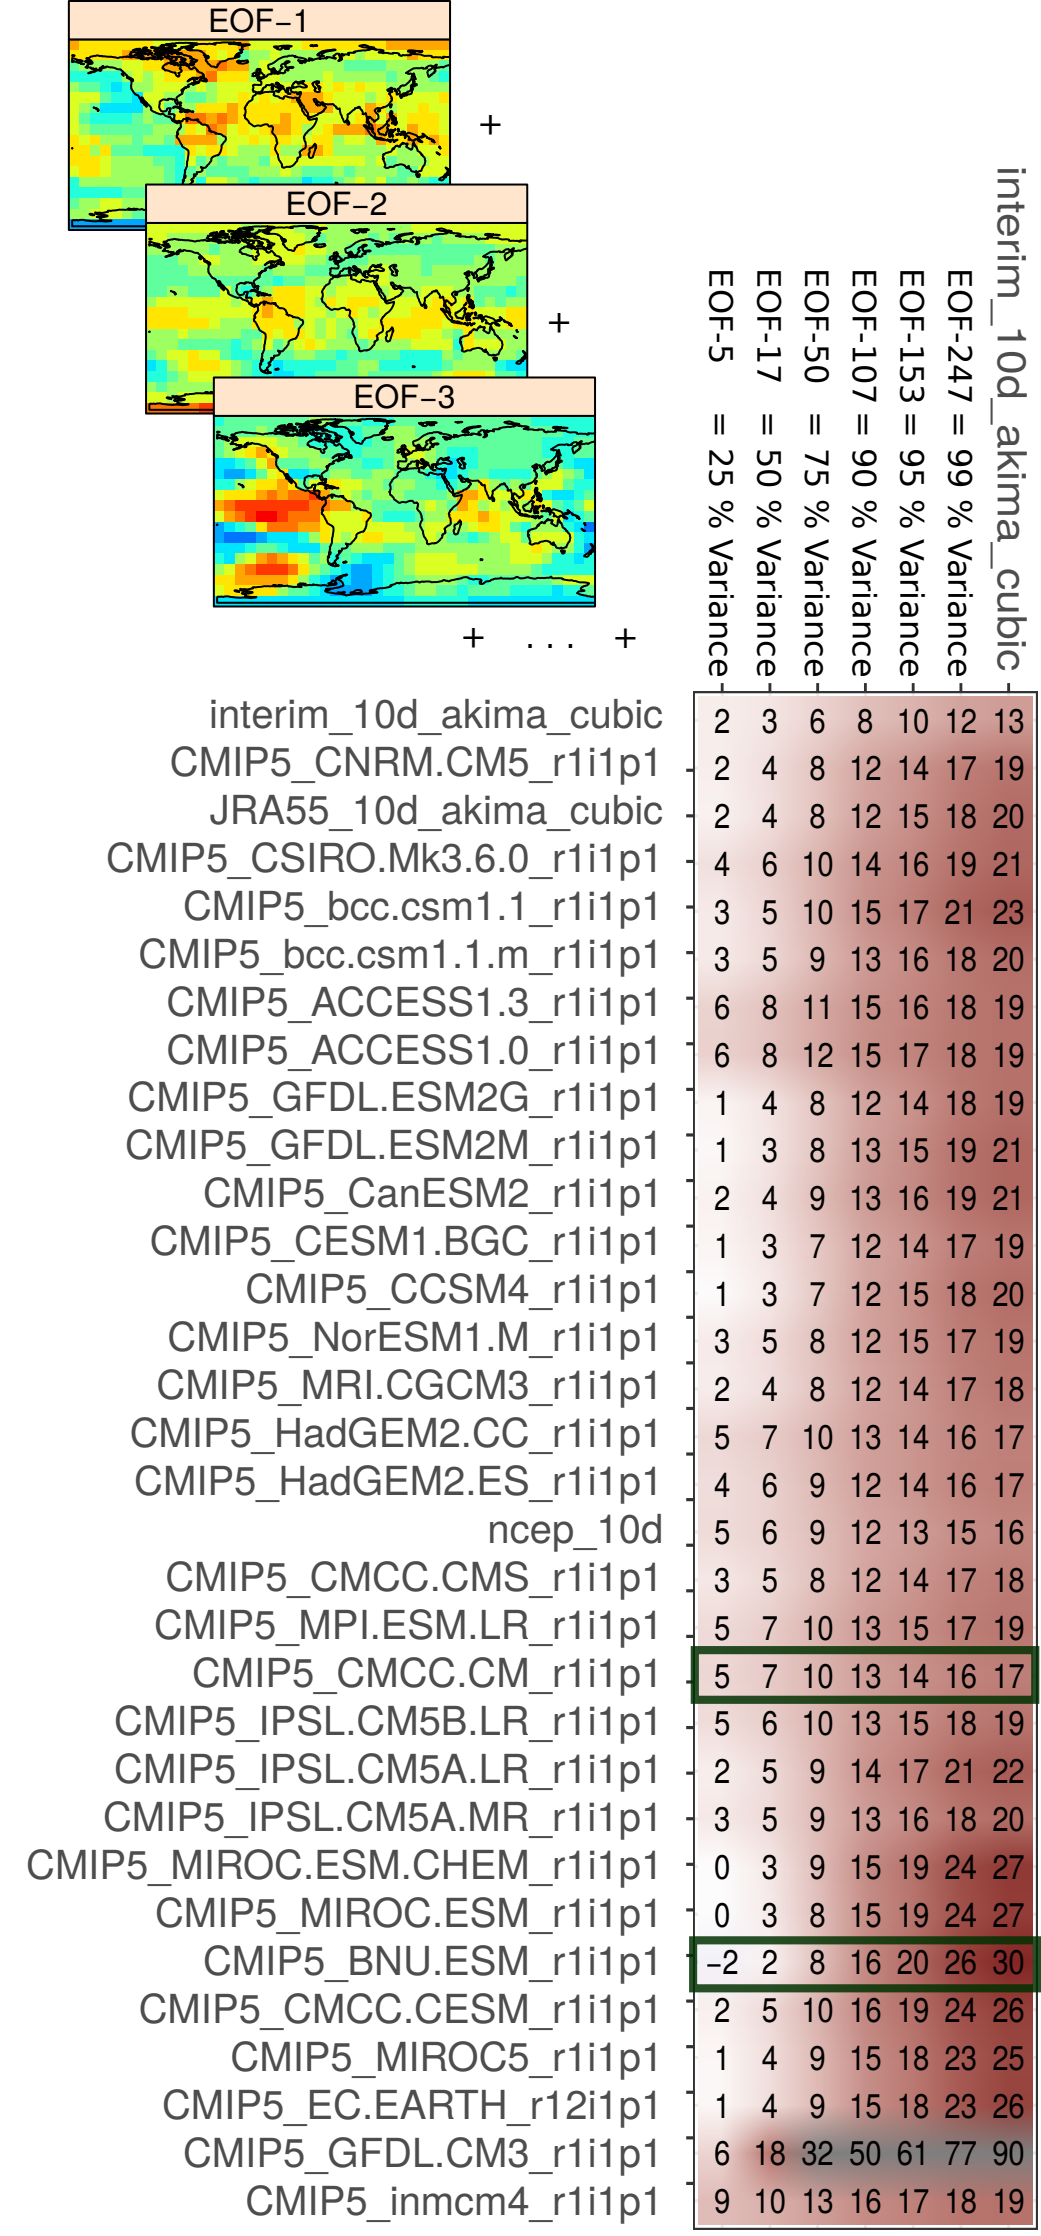 EOF−1
+
EOF−2
+
EOF−3
+ ... +
EOF-5 = 25 % Variance
EOF-17 = 50 % Variance
EOF-50 = 75 % Variance
EOF-107 = 90 % Variance
EOF-153 = 95 % Variance
EOF-247 = 99 % Variance
interim_10d_akima_cubic
interim_10d_akima_cubic 2 3 6 8 10 12 13
CMIP5_CNRM.CM5_r1i1p1 2 4 8 12 14 17 19
JRA55_10d_akima_cubic 2 4 8 12 15 18 20
CMIP5_CSIRO.Mk3.6.0_r1i1p1 4 6 10 14 16 19 21
CMIP5_bcc.csm1.1_r1i1p1 3 5 10 15 17 21 23
CMIP5_bcc.csm1.1.m_r1i1p1 3 5 9 13 16 18 20
CMIP5_ACCESS1.3_r1i1p1 6 8 11 15 16 18 19
CMIP5_ACCESS1.0_r1i1p1 6 8 12 15 17 18 19
CMIP5_GFDL.ESM2G_r1i1p1 1 4 8 12 14 18 19
CMIP5_GFDL.ESM2M_r1i1p1 1 3 8 13 15 19 21
CMIP5_CanESM2_r1i1p1 2 4 9 13 16 19 21
CMIP5_CESM1.BGC_r1i1p1 1 3 7 12 14 17 19
CMIP5_CCSM4_r1i1p1 1 3 7 12 15 18 20
CMIP5_NorESM1.M_r1i1p1 3 5 8 12 15 17 19
CMIP5_MRI.CGCM3_r1i1p1 2 4 8 12 14 17 18
CMIP5_HadGEM2.CC_r1i1p1 5 7 10 13 14 16 17
CMIP5_HadGEM2.ES_r1i1p1 4 6 9 12 14 16 17
ncep_10d 5 6 9 12 13 15 16
CMIP5_CMCC.CMS_r1i1p1 3 5 8 12 14 17 18
CMIP5_MPI.ESM.LR_r1i1p1 5 7 10 13 15 17 19
CMIP5_CMCC.CM_r1i1p1 5 7 10 13 14 16 17
CMIP5_IPSL.CM5B.LR_r1i1p1 5 6 10 13 15 18 19
CMIP5_IPSL.CM5A.LR_r1i1p1 2 5 9 14 17 21 22
CMIP5_IPSL.CM5A.MR_r1i1p1 3 5 9 13 16 18 20
CMIP5_MIROC.ESM.CHEM_r1i1p1 0 3 9 15 19 24 27
CMIP5_MIROC.ESM_r1i1p1 0 3 8 15 19 24 27
CMIP5_BNU.ESM_r1i1p1 −2 2 8 16 20 26 30
CMIP5_CMCC.CESM_r1i1p1 2 5 10 16 19 24 26
CMIP5_MIROC5_r1i1p1 1 4 9 15 18 23 25
CMIP5_EC.EARTH_r12i1p1 1 4 9 15 18 23 26
CMIP5_GFDL.CM3_r1i1p1 6 18 32 50 61 77 90
CMIP5_inmcm4_r1i1p1 9 10 13 16 17 18 19